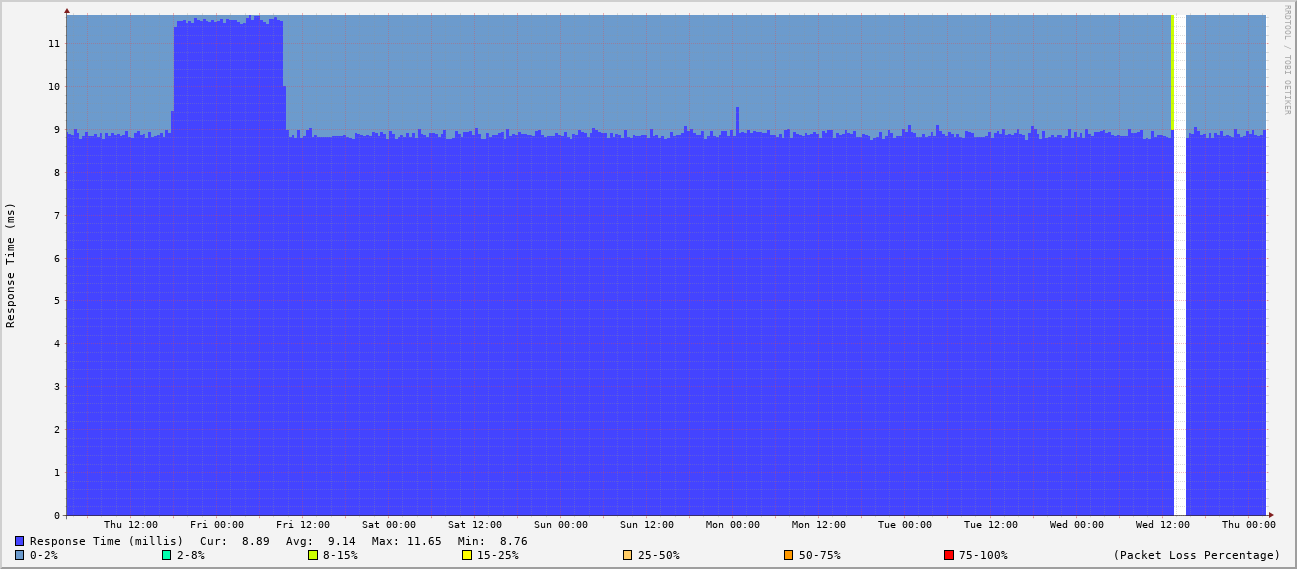 RRDTOOL / TOBI OETIKER
Response Time (ms)
11
10
9
8
7
6
5
4
3
2
1
0
Thu 12:00 Fri 00:00 Fri 12:00 Sat 00:00 Sat 12:00 Sun 00:00 Sun 12:00 Mon 00:00 Mon 12:00 Tue 00:00 Tue 12:00 Wed 00:00 Wed 12:00 Thu 00:00
Response Time (millis) Cur: 8.89 Avg: 9.14 Max: 11.65 Min: 8.76
0-2% 2-8% 8-15% 15-25% 25-50% 50-75% 75-100% (Packet Loss Percentage)